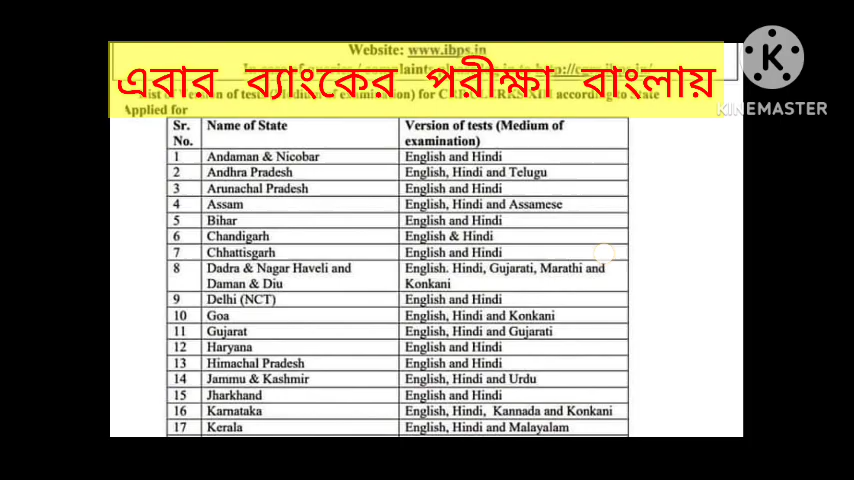 Website: www.ibps.in
এবার ব্যাংকের পরীক্ষা বাংলায়
Applied for
KINEMASTER
Sr. No. Name of State Version of tests (Medium of examination)
1 Andaman & Nicobar English and Hindi
2 Andhra Pradesh English, Hindi and Telugu
3 Arunachal Pradesh English and Hindi
4 Assam English, Hindi and Assamese
5 Bihar English and Hindi
6 Chandigarh English & Hindi
7 Chhattisgarh English and Hindi
8 Dadra & Nagar Haveli and English. Hindi, Gujarati, Marathi and
Daman & Diu Konkani
9 Delhi (NCT) English and Hindi
10 Goa English, Hindi and Konkani
11 Gujarat English, Hindi and Gujarati
12 Haryana English and Hindi
13 Himachal Pradesh English and Hindi
14 Jammu & Kashmir English, Hindi and Urdu
15 Jharkhand English and Hindi
16 Karnataka English, Hindi, Kannada and Konkani
17 Kerala English, Hindi and Malayalam